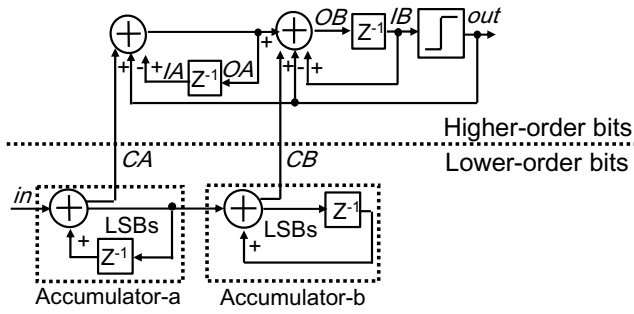 OB
IB
out
+
+ - +
IA
Z⁻¹
OA
+ - +
Z⁻¹
Higher-order bits
CA
CB
Lower-order bits
in
LSBs
+
Z⁻¹
LSBs
+
Z⁻¹
Accumulator-a
Accumulator-b